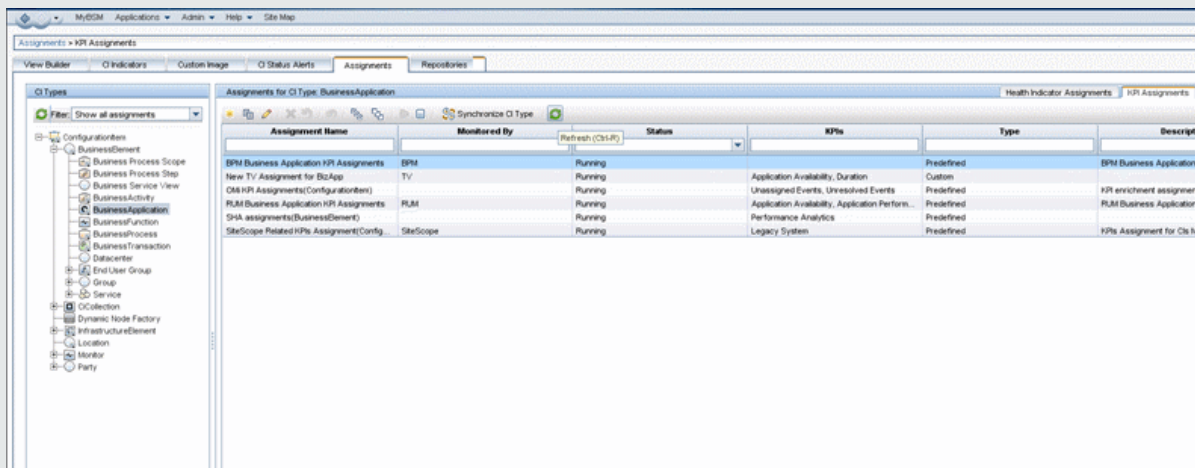 MyBSM Applications Admin Help Site Map
Assignments > KPI Assignments
View Builder CI Indicators Custom Image CI Status Alerts Assignments Repositories
CI Types
Filter: Show all assignments
ConfigurationItem
BusinessElement
Business Process Scope
Business Process Step
Business Service View
BusinessActivity
BusinessApplication
BusinessFunction
BusinessProcess
BusinessTransaction
Datacenter
End User Group
Group
Service
CiCollection
Dynamic Node Factory
InfrastructureElement
Location
Monitor
Party
Assignments for CI Type: BusinessApplication Health Indicator Assignments KPI Assignments
Synchronize CI Type
Refresh (Ctrl-R)
Assignment Name Monitored By Status KPIs Type Descript
BPM Business Application KPI Assignments BPM Running Predefined BPM Business Application
New TV Assignment for BizApp TV Running Application Availability, Duration Custom
OMi KPI Assignments(ConfigurationItem) Running Unassigned Events, Unresolved Events Predefined KPI enrichment assignmer
RUM Business Application KPI Assignments RUM Running Application Availability, Application Perform... Predefined RUM Business Application
SHA assignments(BusinessElement) Running Performance Analytics Predefined
SiteScope Related KPIs Assignment(Config... SiteScope Running Legacy System Predefined KPIs Assignment for CIs f